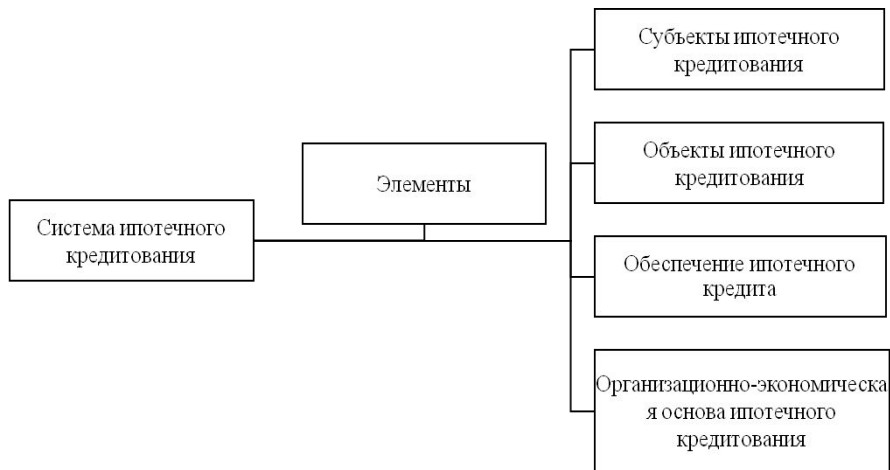 Субъекты ипотечного
кредитования
Элементы
Объекты ипотечного
кредитования
Система ипотечного
кредитования
Обеспечение ипотечного
кредита
Организационно-экономическа
я основа ипотечного
кредитования